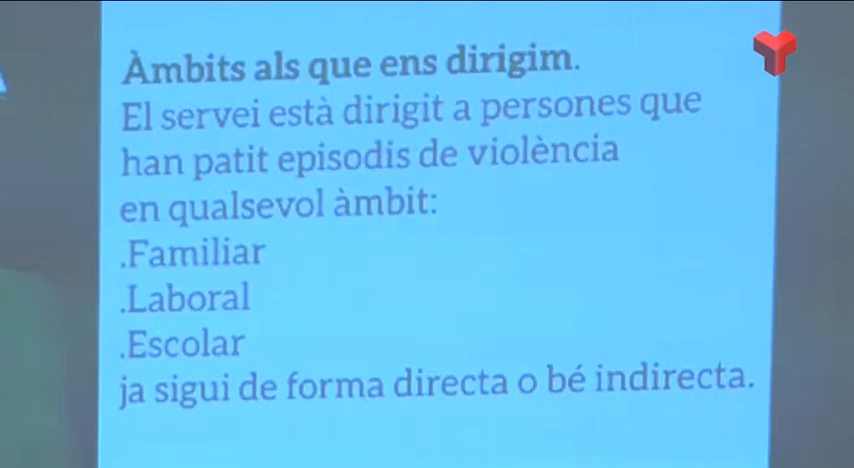 Àmbits als que ens dirigim.
El servei està dirigit a persones que
han patit episodis de violència
en qualsevol àmbit:
.Familiar
.Laboral
.Escolar
ja sigui de forma directa o bé indirecta.